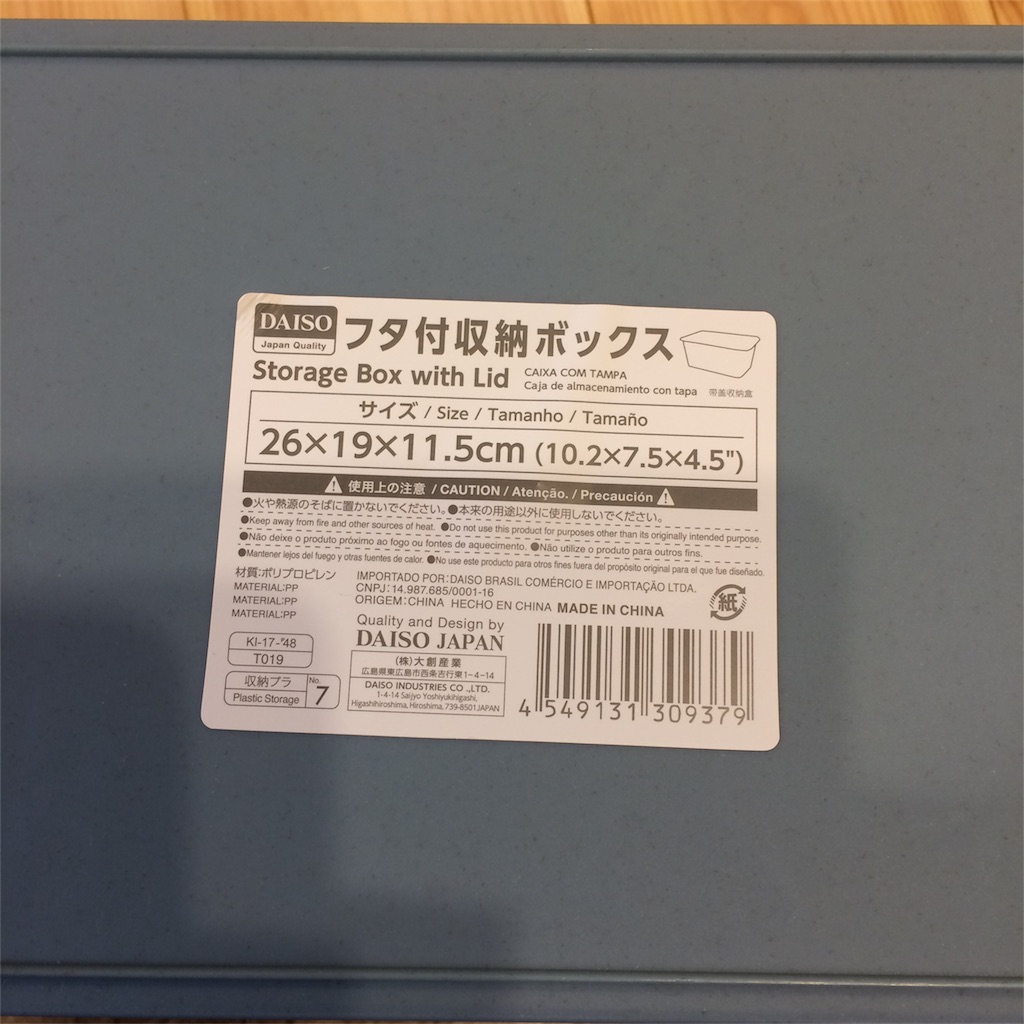 DAISO
Japan Quality
フタ付収納ボックス
Storage Box with Lid
CAIXA COM TAMPA
Caja de almacenamiento con tapa
带盖收纳盒
サイズ / Size / Tamanho / Tamaño
26×19×11.5cm (10.2×7.5×4.5")
使用上の注意 / CAUTION / Atenção. / Precaución
●火や熱源のそばに置かないでください。●本来の用途以外に使用しないでください。
●Keep away from fire and other sources of heat. ●Do not use this product for purposes other than its originally intended purpose.
●Não deixe o produto próximo ao fogo ou fontes de aquecimento. ●Não utilize o produto para outros fins.
●Mantener lejos del fuego y otras fuentes de calor. ●No use este producto para otros fines fuera del propósito original para el que fue diseñado.
材質:ポリプロピレン
MATERIAL:PP
MATERIAL:PP
MATERIAL:PP
IMPORTADO POR:DAISO BRASIL COMÉRCIO E IMPORTAÇÃO LTDA.
CNPJ:14.987.685/0001-16
ORIGEM:CHINA HECHO EN CHINA MADE IN CHINA
紙
Quality and Design by
DAISO JAPAN
KI-17-48
T019
収納プラ
Plastic Storage
No.
7
(株)大創産業
広島県東広島市西条吉行東1-4-14
DAISO INDUSTRIES CO .,LTD.
1-4-14 Saijyo Yoshiyukihigashi,
Higashihiroshima, Hiroshima, 739-8501JAPAN
4 549131 309379